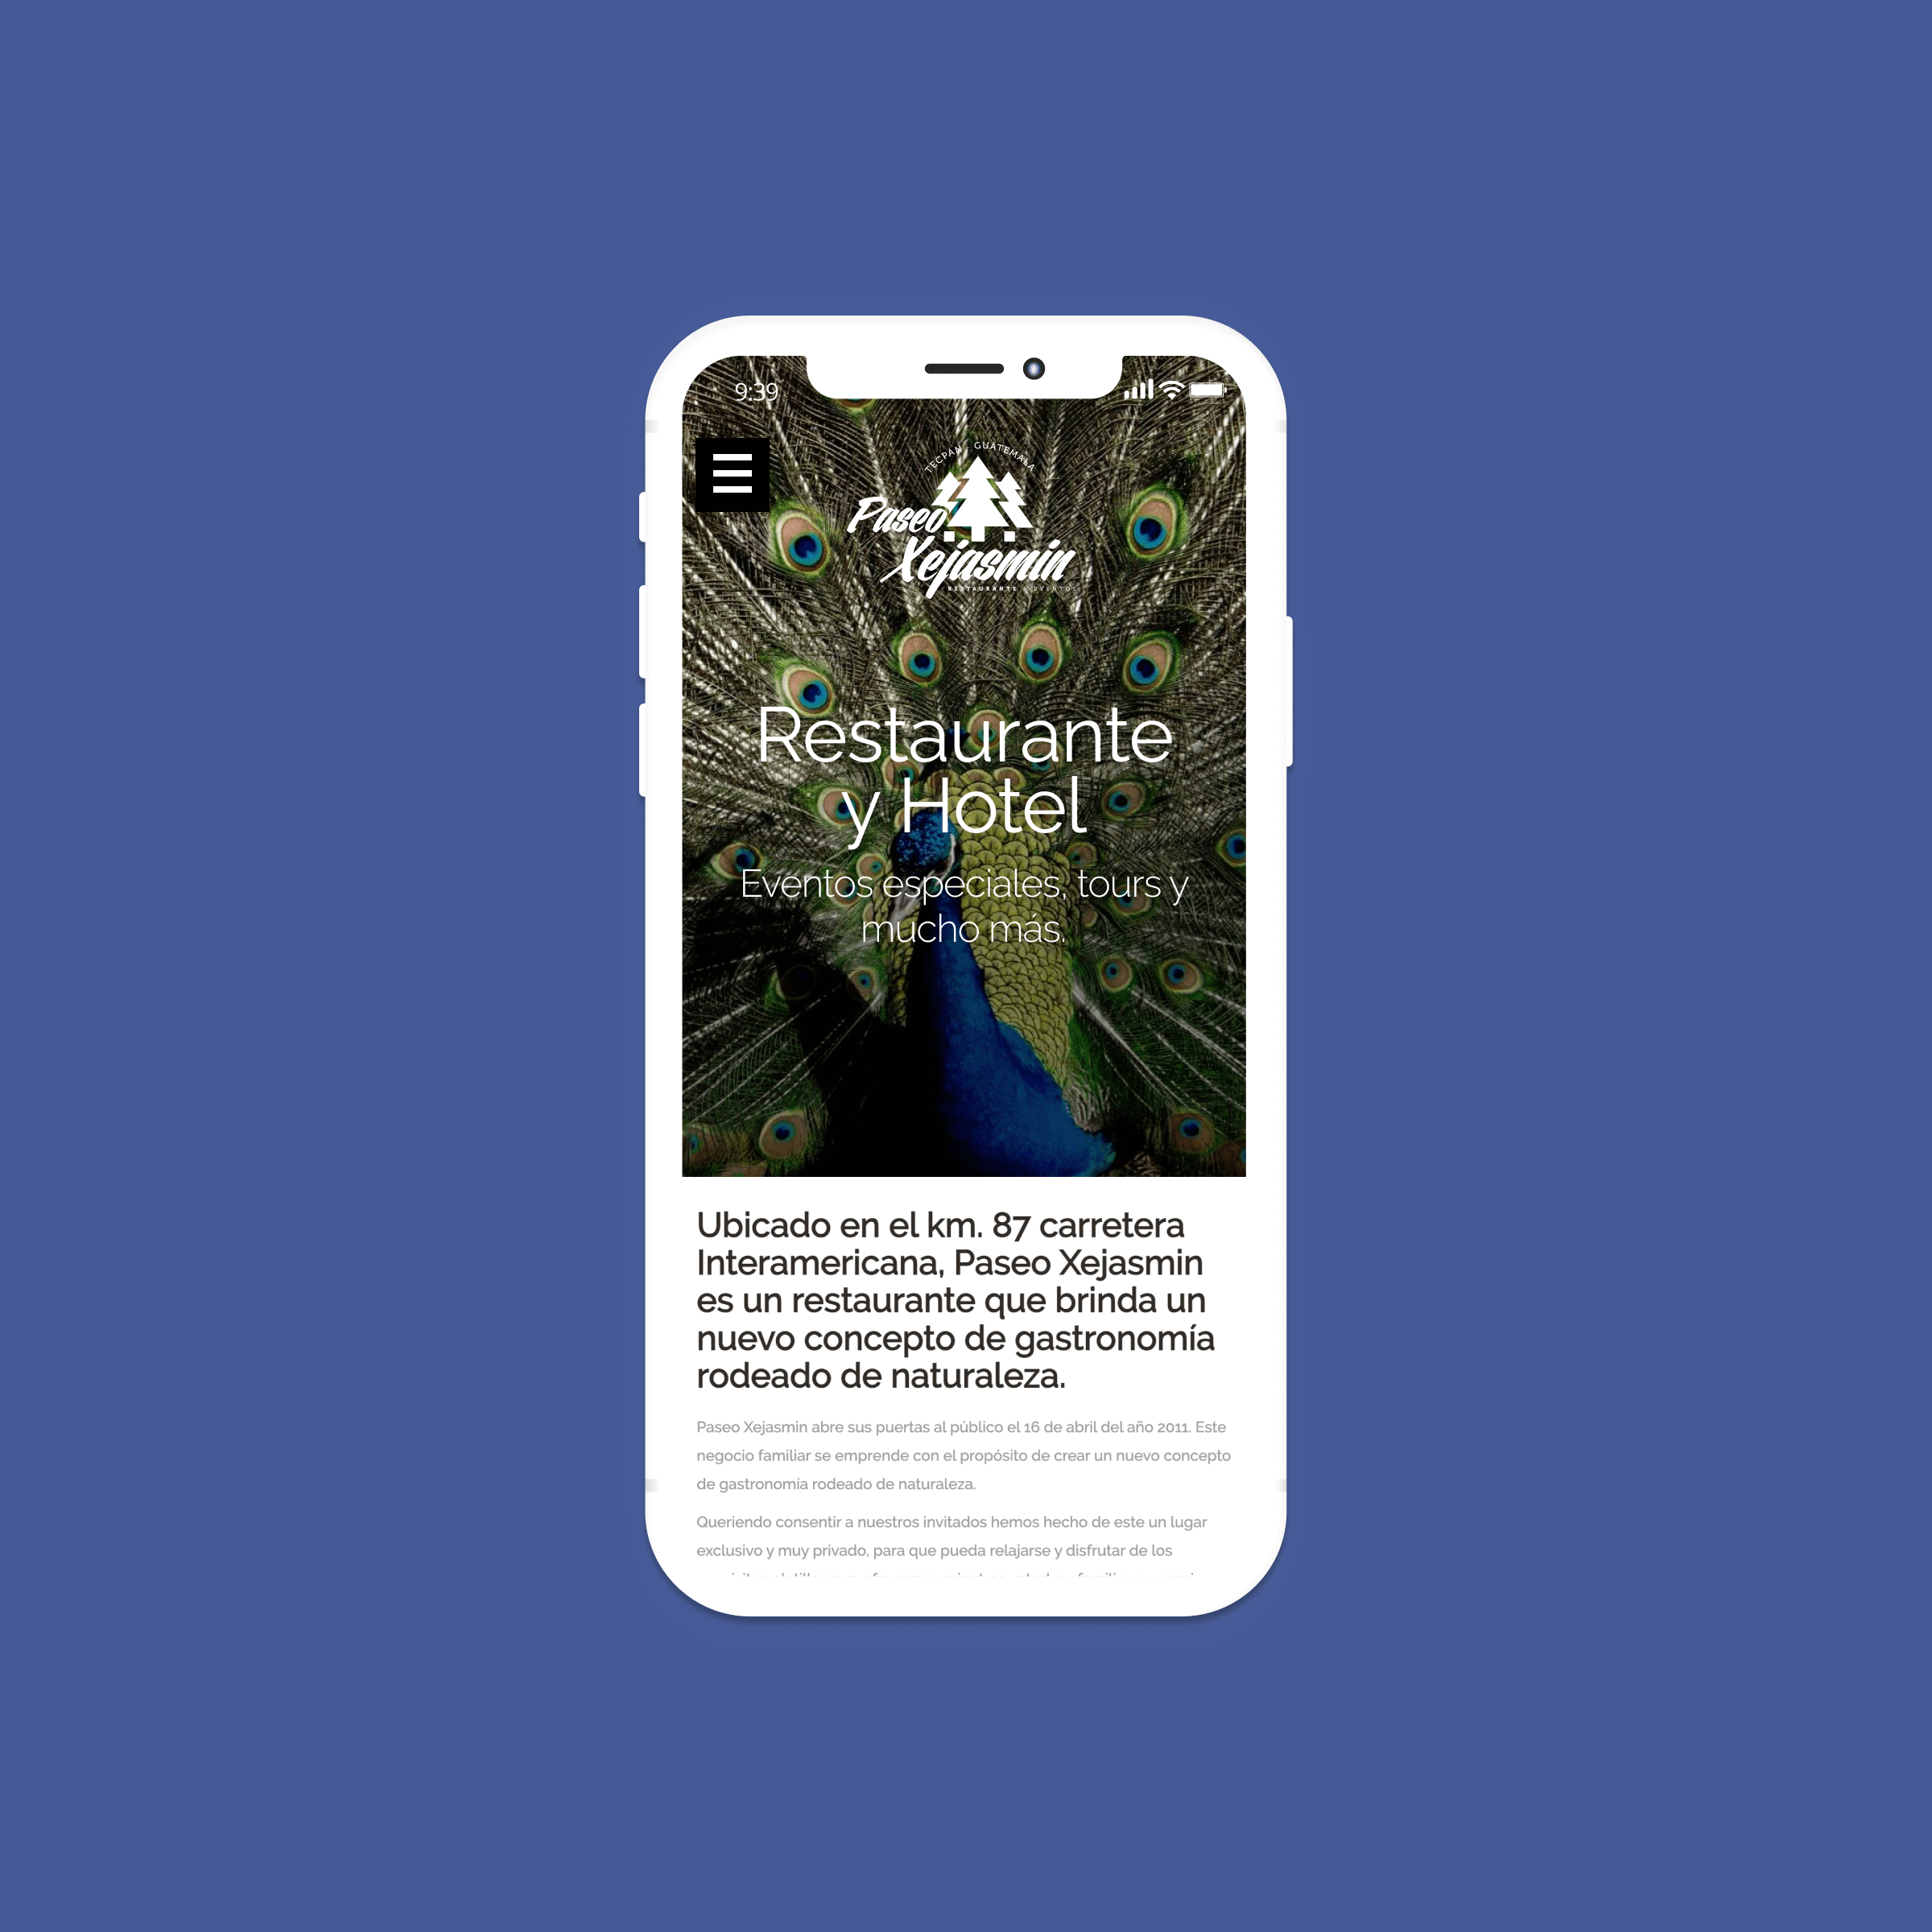 9:39
TECPÁN GUATEMALA
Paseo
Xejasmin
RESTAURANTE & EVENTOS
Restaurante
y Hotel
Eventos especiales, tours y
mucho más.
Ubicado en el km. 87 carretera
Interamericana, Paseo Xejasmin
es un restaurante que brinda un
nuevo concepto de gastronomía
rodeado de naturaleza.
Paseo Xejasmin abre sus puertas al público el 16 de abril del año 2011. Este
negocio familiar se emprende con el propósito de crear un nuevo concepto
de gastronomía rodeado de naturaleza.
Queriendo consentir a nuestros invitados hemos hecho de este un lugar
exclusivo y muy privado, para que pueda relajarse y disfrutar de los